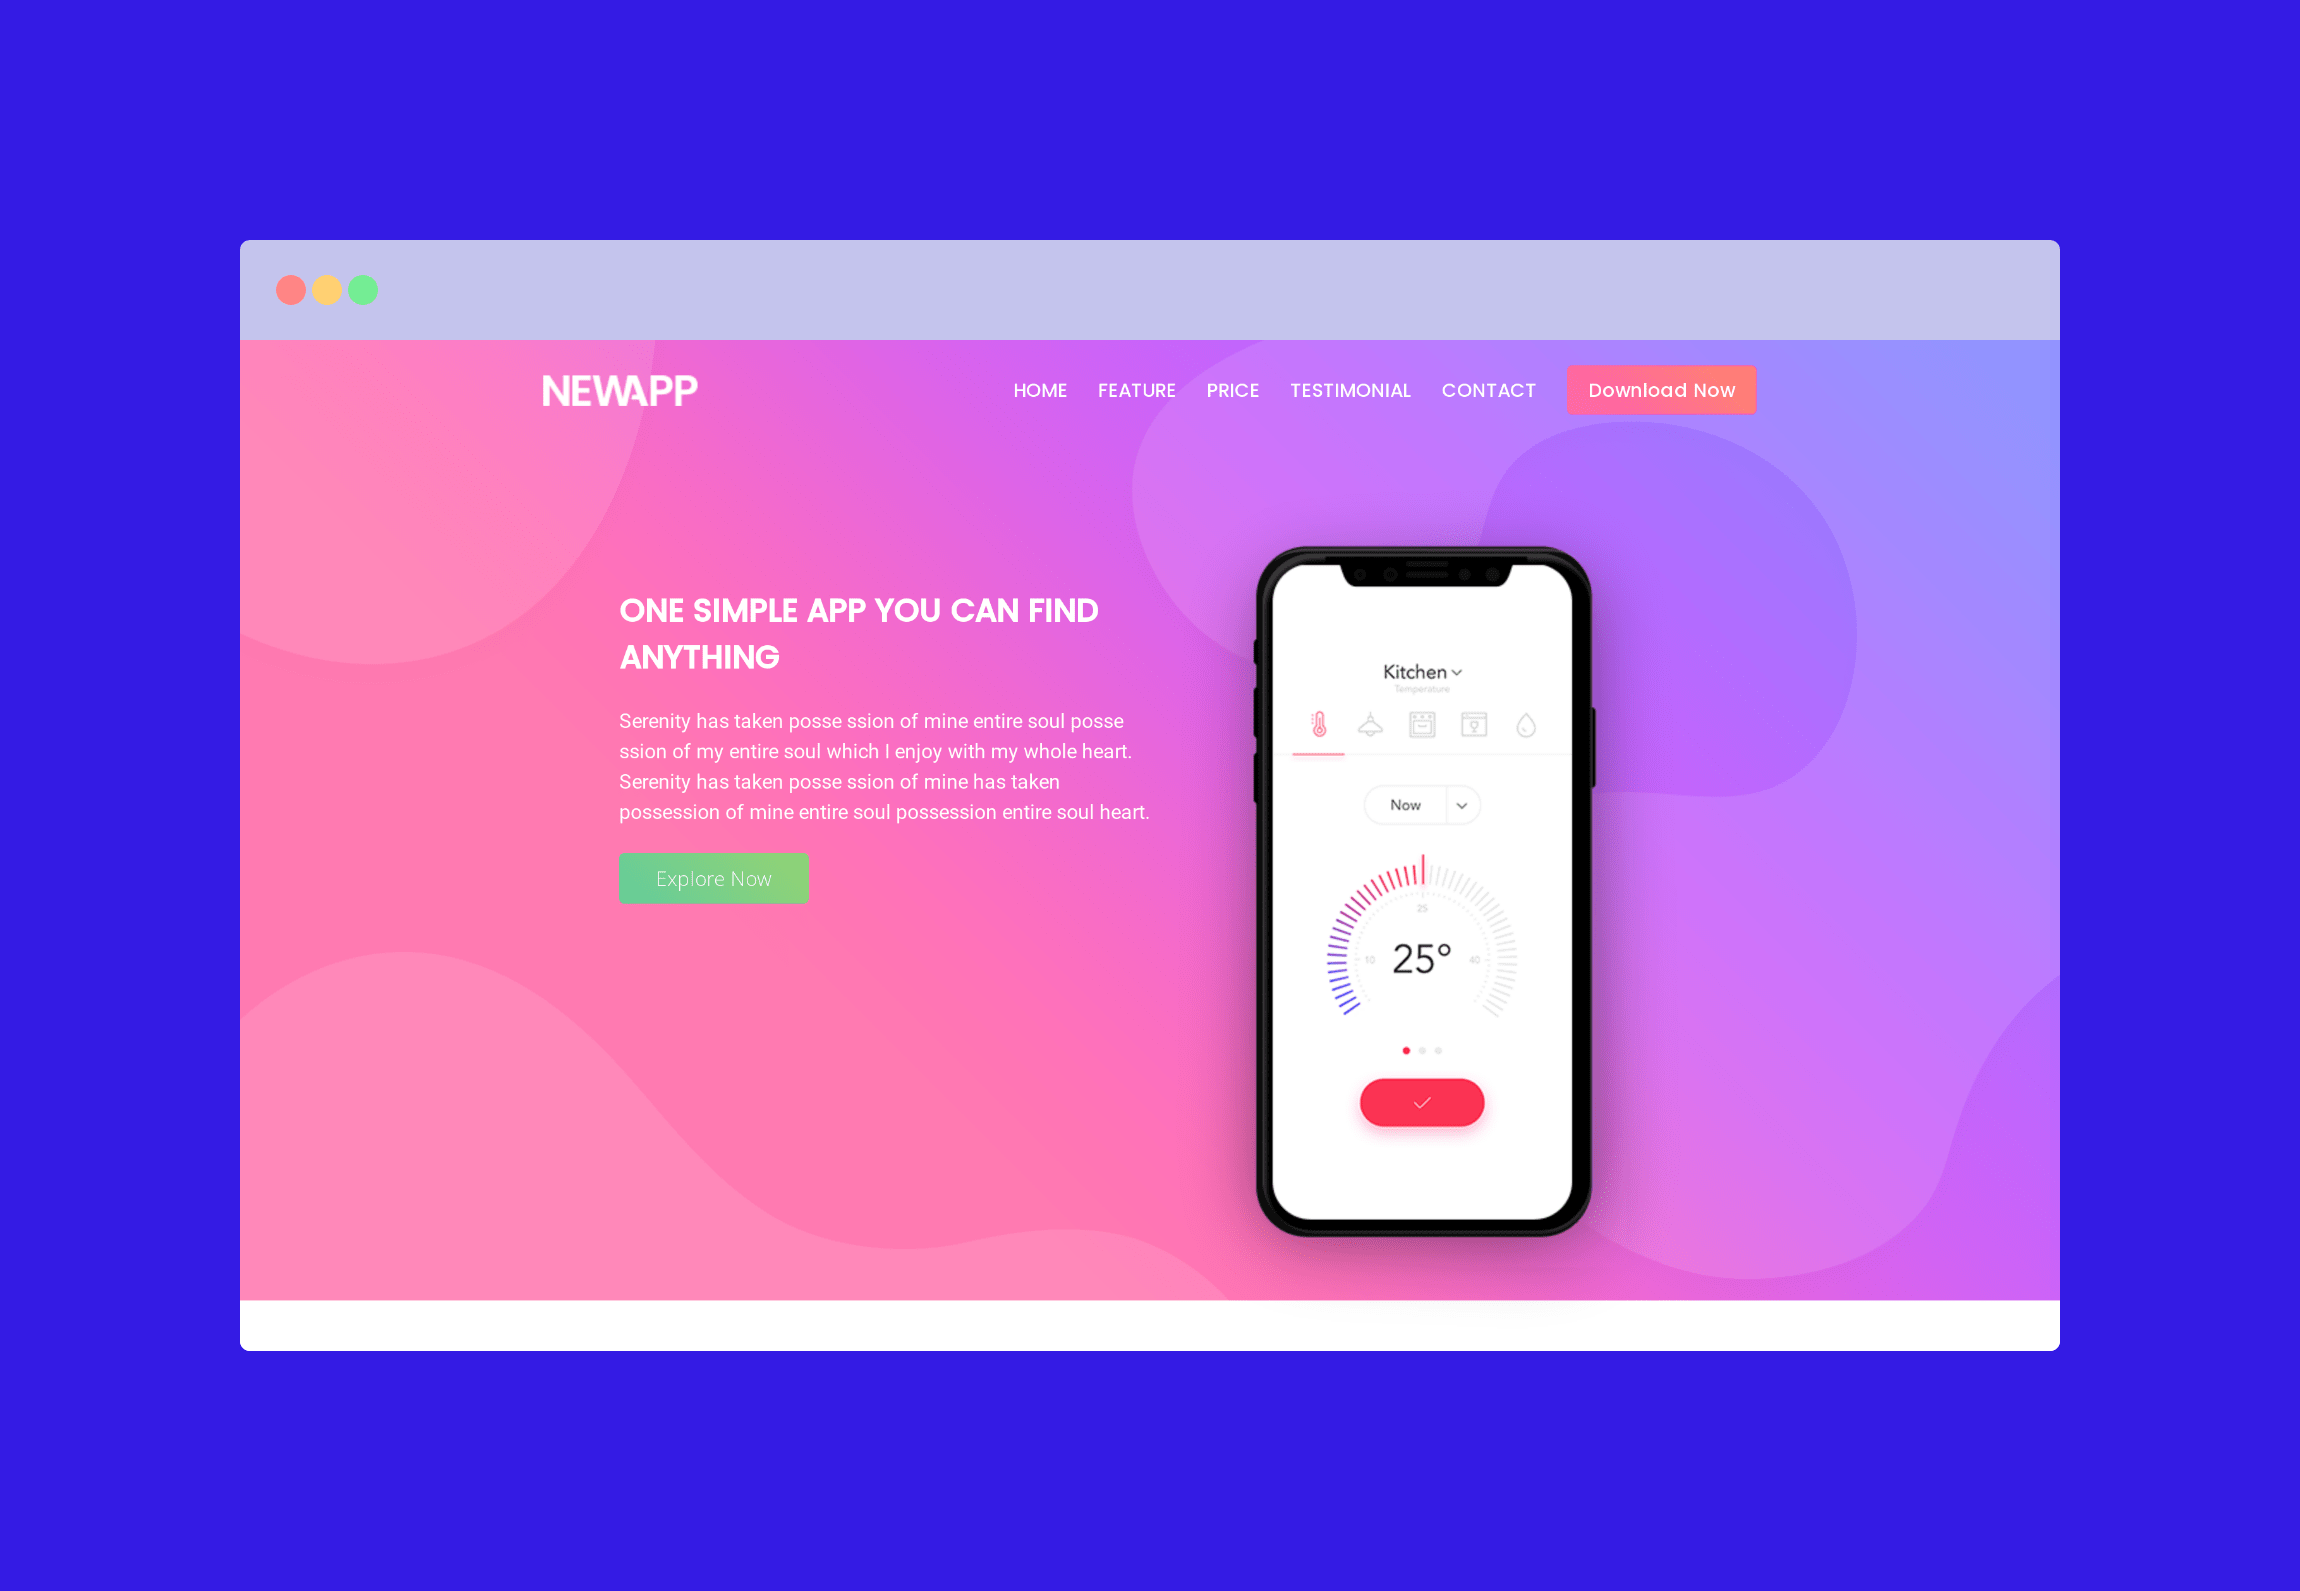 NEWAPP
HOME FEATURE PRICE TESTIMONIAL CONTACT Download Now
ONE SIMPLE APP YOU CAN FIND
ANYTHING
Serenity has taken posse ssion of mine entire soul posse
ssion of my entire soul which I enjoy with my whole heart.
Serenity has taken posse ssion of mine has taken
possession of mine entire soul possession entire soul heart.
Explore Now
Kitchen
Temperature
Now
25
10 25° 40